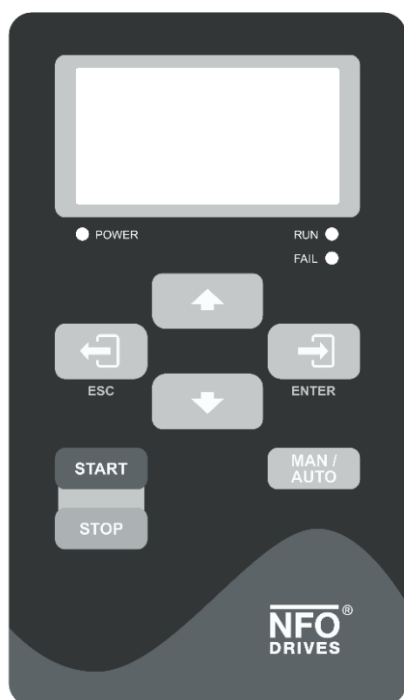 POWER
RUN
FAIL
ESC
ENTER
START
MAN /
AUTO
STOP
NFO®
DRIVES